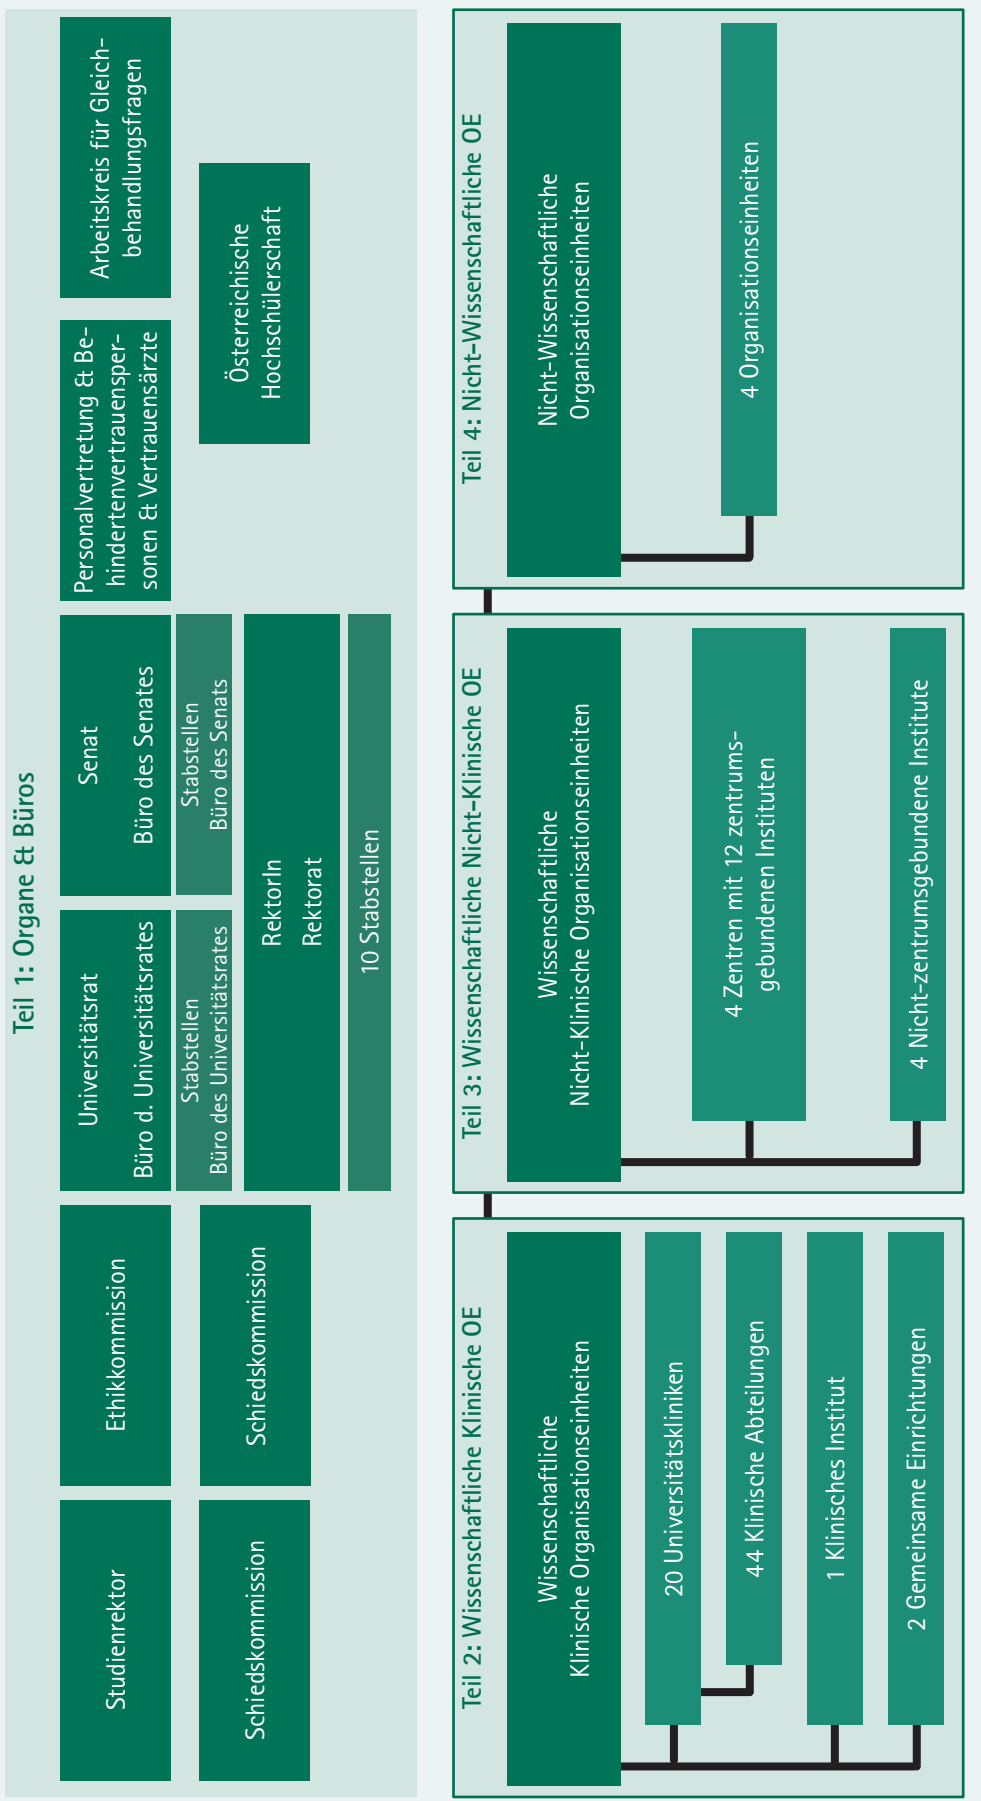 Teil 1: Organe & Büros
Studienrektor
Ethikkommission
Universitätsrat
Büro d. Universitätsrates
Senat
Büro des Senates
Personalvertretung & Be-
hindertenvertrauensper-
sonen & Vertrauensärzte
Arbeitskreis für Gleich-
behandlungsfragen
Stabstellen
Büro des Universitätsrates
Stabstellen
Büro des Senats
Schiedskommission
Schiedskommission
RektorIn
Rektorat
Österreichische
Hochschülerschaft
10 Stabstellen
Teil 2: Wissenschaftliche Klinische OE
Wissenschaftliche
Klinische Organisationseinheiten
20 Universitätskliniken
44 Klinische Abteilungen
1 Klinisches Institut
2 Gemeinsame Einrichtungen
Teil 3: Wissenschaftliche Nicht-Klinische OE
Wissenschaftliche
Nicht-Klinische Organisationseinheiten
4 Zentren mit 12 zentrums-
gebundenen Instituten
4 Nicht-zentrumsgebundene Institute
Teil 4: Nicht-Wissenschaftliche OE
Nicht-Wissenschaftliche
Organisationseinheiten
4 Organisationseinheiten